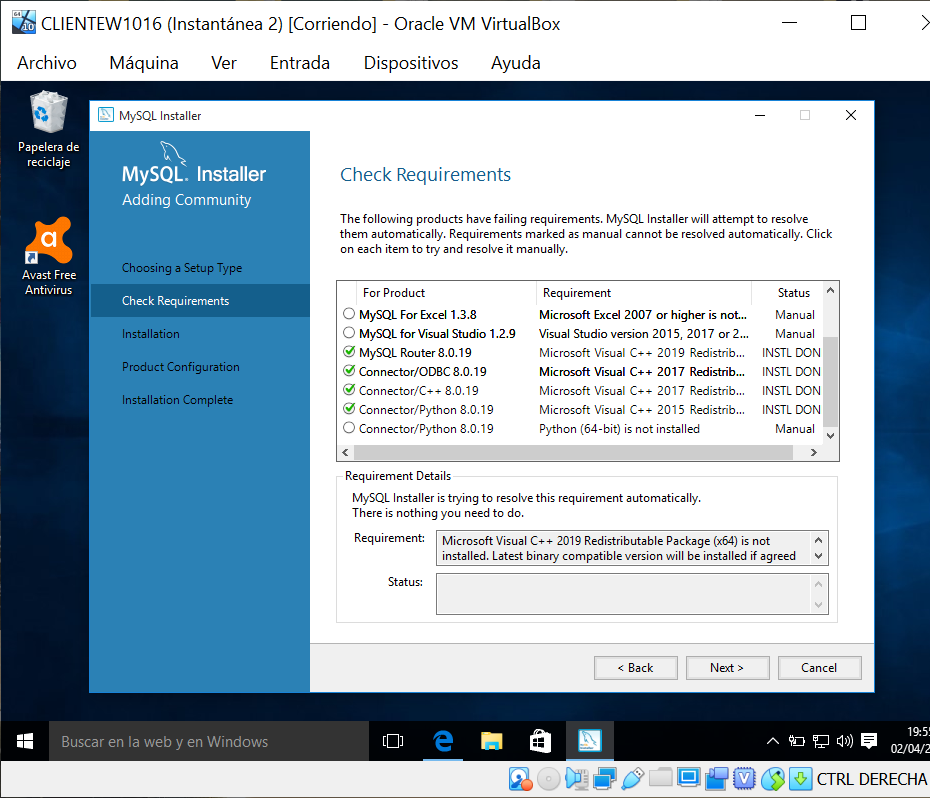 CLIENTEW1016 (Instantánea 2) [Corriendo] - Oracle VM VirtualBox
Archivo Máquina Ver Entrada Dispositivos Ayuda
Papelera de
reciclaje
Avast Free
Antivirus
MySQL Installer
MySQL. Installer
Adding Community
Choosing a Setup Type
Check Requirements
Installation
Product Configuration
Installation Complete
Check Requirements
The following products have failing requirements. MySQL Installer will attempt to resolve
them automatically. Requirements marked as manual cannot be resolved automatically. Click
on each item to try and resolve it manually.
For Product Requirement Status
MySQL For Excel 1.3.8 Microsoft Excel 2007 or higher is not... Manual
MySQL for Visual Studio 1.2.9 Visual Studio version 2015, 2017 or 2... Manual
MySQL Router 8.0.19 Microsoft Visual C++ 2019 Redistrib... INSTL DON
Connector/ODBC 8.0.19 Microsoft Visual C++ 2017 Redistrib... INSTL DON
Connector/C++ 8.0.19 Microsoft Visual C++ 2017 Redistrib... INSTL DON
Connector/Python 8.0.19 Microsoft Visual C++ 2015 Redistrib... INSTL DON
Connector/Python 8.0.19 Python (64-bit) is not installed Manual
Requirement Details
MySQL Installer is trying to resolve this requirement automatically.
There is nothing you need to do.
Requirement: Microsoft Visual C++ 2019 Redistributable Package (x64) is not
installed. Latest binary compatible version will be installed if agreed
Status:
< Back Next > Cancel
Buscar en la web y en Windows
19:55
02/04/2
CTRL DERECHA